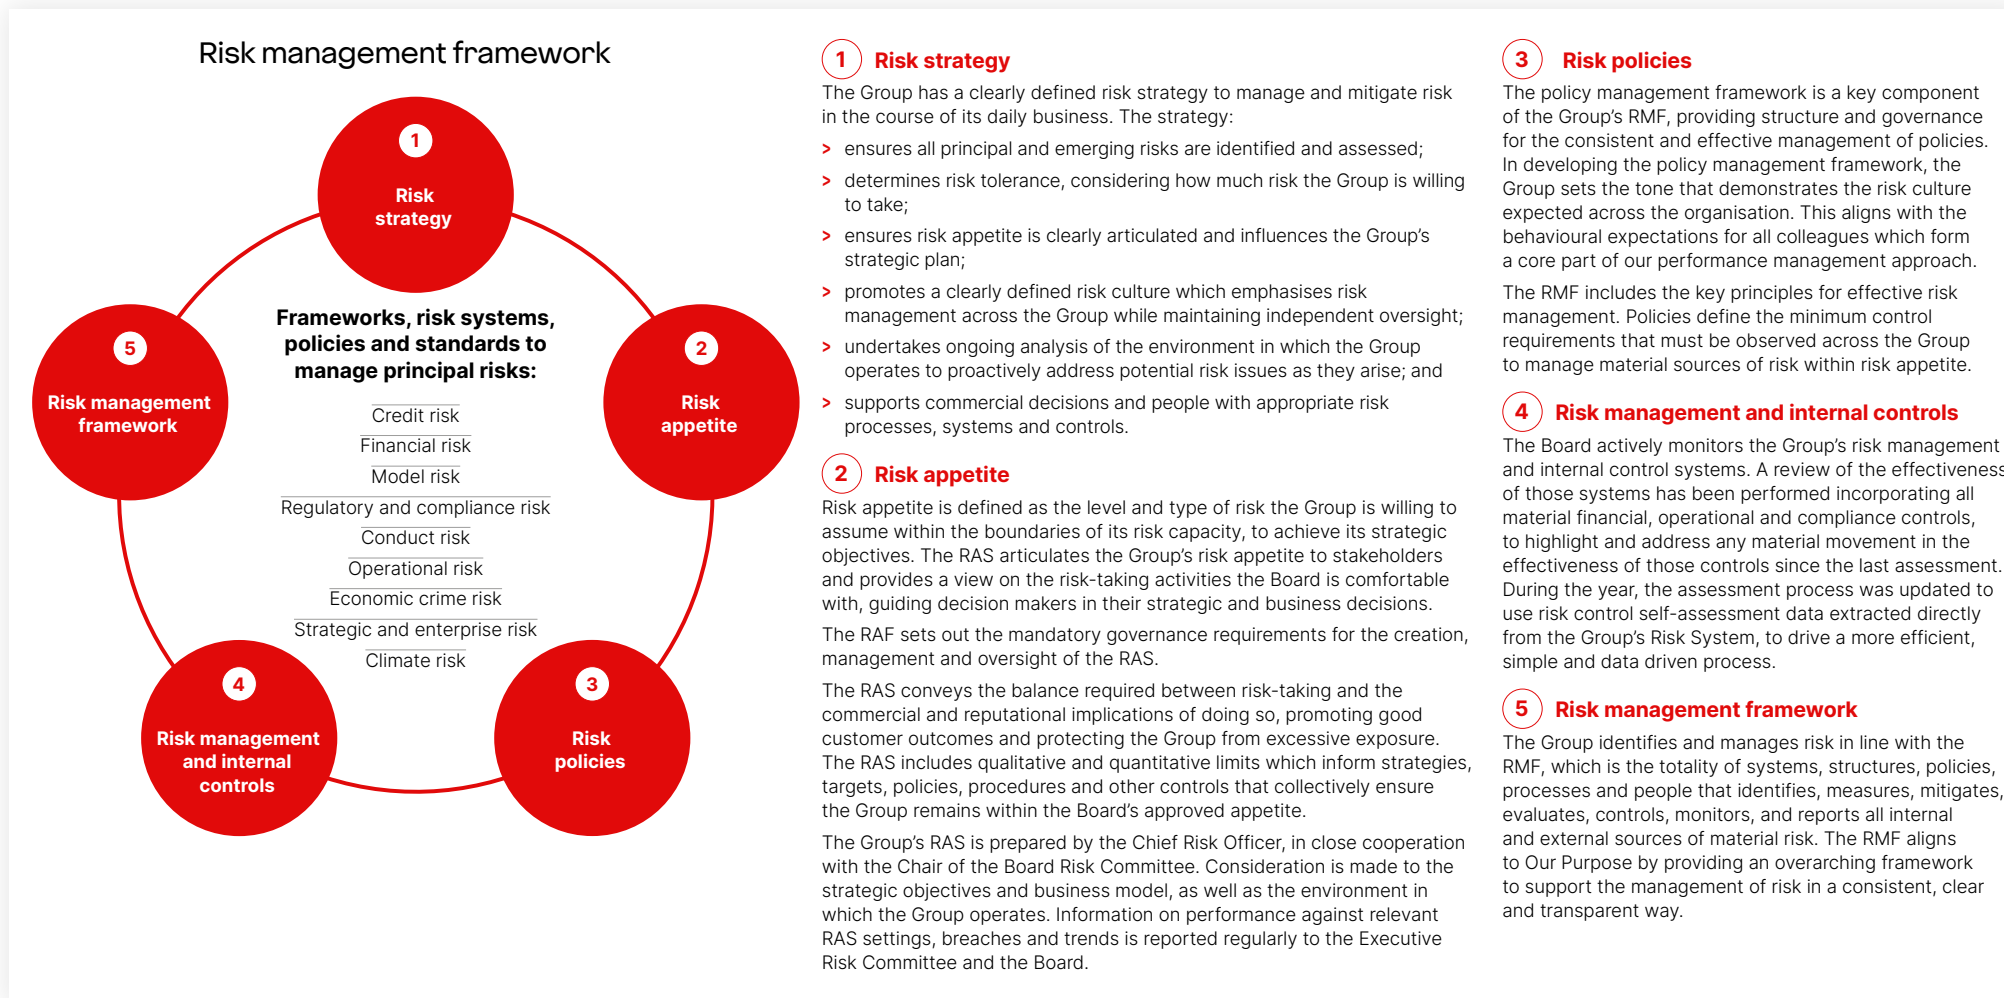 Risk management framework
1
Risk
strategy
2
Risk
appetite
3
Risk
policies
4
Risk management
and internal
controls
5
Risk management
framework
Frameworks, risk systems,
policies and standards to
manage principal risks:
Credit risk
Financial risk
Model risk
Regulatory and compliance risk
Conduct risk
Operational risk
Economic crime risk
Strategic and enterprise risk
Climate risk
1 Risk strategy
The Group has a clearly defined risk strategy to manage and mitigate risk
in the course of its daily business. The strategy:
> ensures all principal and emerging risks are identified and assessed;
> determines risk tolerance, considering how much risk the Group is willing
to take;
> ensures risk appetite is clearly articulated and influences the Group's
strategic plan;
> promotes a clearly defined risk culture which emphasises risk
management across the Group while maintaining independent oversight;
> undertakes ongoing analysis of the environment in which the Group
operates to proactively address potential risk issues as they arise; and
> supports commercial decisions and people with appropriate risk
processes, systems and controls.
2 Risk appetite
Risk appetite is defined as the level and type of risk the Group is willing to
assume within the boundaries of its risk capacity, to achieve its strategic
objectives. The RAS articulates the Group's risk appetite to stakeholders
and provides a view on the risk-taking activities the Board is comfortable
with, guiding decision makers in their strategic and business decisions.
The RAF sets out the mandatory governance requirements for the creation,
management and oversight of the RAS.
The RAS conveys the balance required between risk-taking and the
commercial and reputational implications of doing so, promoting good
customer outcomes and protecting the Group from excessive exposure.
The RAS includes qualitative and quantitative limits which inform strategies,
targets, policies, procedures and other controls that collectively ensure
the Group remains within the Board's approved appetite.
The Group's RAS is prepared by the Chief Risk Officer, in close cooperation
with the Chair of the Board Risk Committee. Consideration is made to the
strategic objectives and business model, as well as the environment in
which the Group operates. Information on performance against relevant
RAS settings, breaches and trends is reported regularly to the Executive
Risk Committee and the Board.
3 Risk policies
The policy management framework is a key component
of the Group's RMF, providing structure and governance
for the consistent and effective management of policies.
In developing the policy management framework, the
Group sets the tone that demonstrates the risk culture
expected across the organisation. This aligns with the
behavioural expectations for all colleagues which form
a core part of our performance management approach.
The RMF includes the key principles for effective risk
management. Policies define the minimum control
requirements that must be observed across the Group
to manage material sources of risk within risk appetite.
4 Risk management and internal controls
The Board actively monitors the Group's risk management
and internal control systems. A review of the effectiveness
of those systems has been performed incorporating all
material financial, operational and compliance controls,
to highlight and address any material movement in the
effectiveness of those controls since the last assessment.
During the year, the assessment process was updated to
use risk control self-assessment data extracted directly
from the Group's Risk System, to drive a more efficient,
simple and data driven process.
5 Risk management framework
The Group identifies and manages risk in line with the
RMF, which is the totality of systems, structures, policies,
processes and people that identifies, measures, mitigates,
evaluates, controls, monitors, and reports all internal
and external sources of material risk. The RMF aligns
to Our Purpose by providing an overarching framework
to support the management of risk in a consistent, clear
and transparent way.